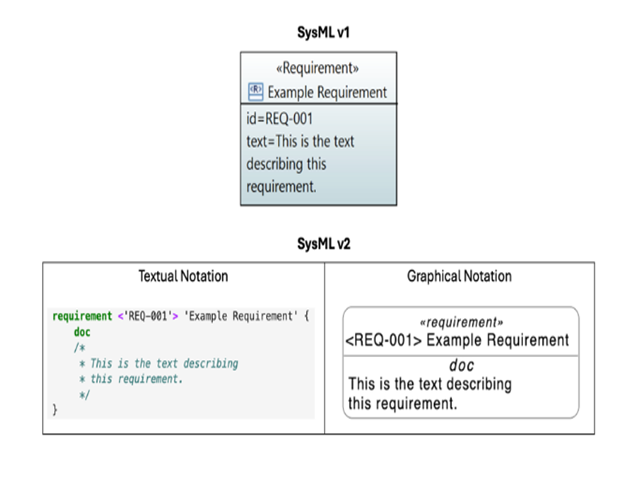 SysML v1
«Requirement»
«R» Example Requirement
id=REQ-001
text=This is the text
describing this
requirement.
SysML v2
Textual Notation
Graphical Notation
requirement <'REQ-001'> 'Example Requirement' {
doc
/*
* This is the text describing
* this requirement.
*/
}
«requirement»
<REQ-001> Example Requirement
doc
This is the text describing
this requirement.